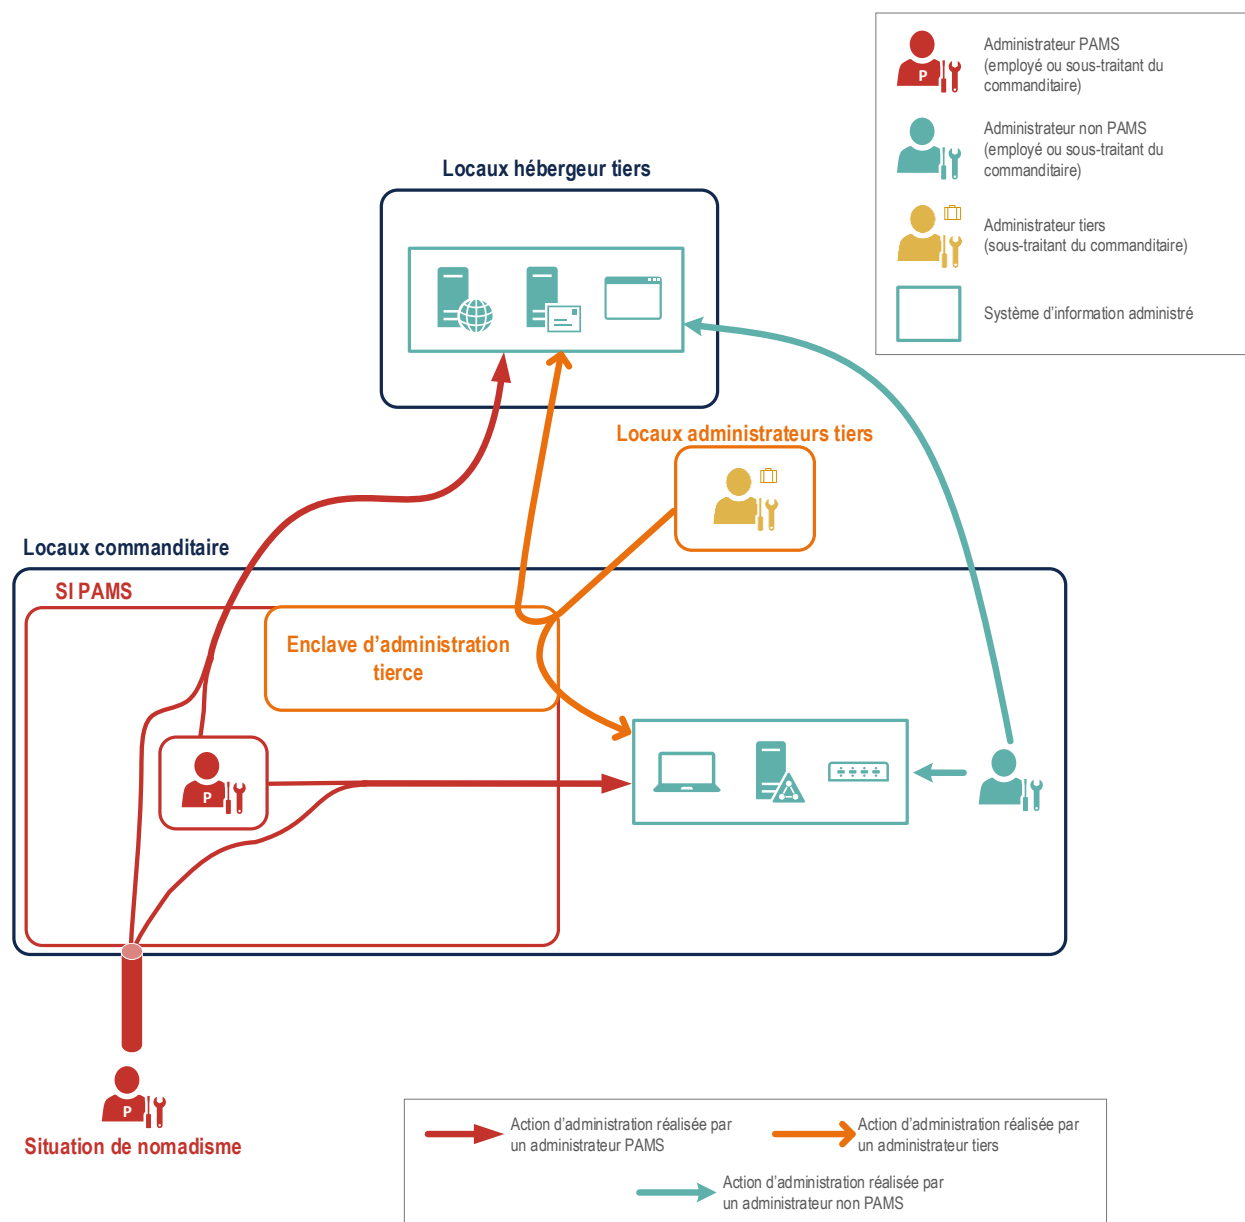 Administrateur PAMS
(employé ou sous-traitant du
commanditaire)
P
Administrateur non PAMS
(employé ou sous-traitant du
commanditaire)
Administrateur tiers
(sous-traitant du commanditaire)
Système d'information administré
Locaux hébergeur tiers
Locaux administrateurs tiers
Locaux commanditaire
SI PAMS
Enclave d'administration
tierce
P
P
Situation de nomadisme
Action d'administration réalisée par
un administrateur PAMS
Action d'administration réalisée par
un administrateur tiers
Action d'administration réalisée par
un administrateur non PAMS